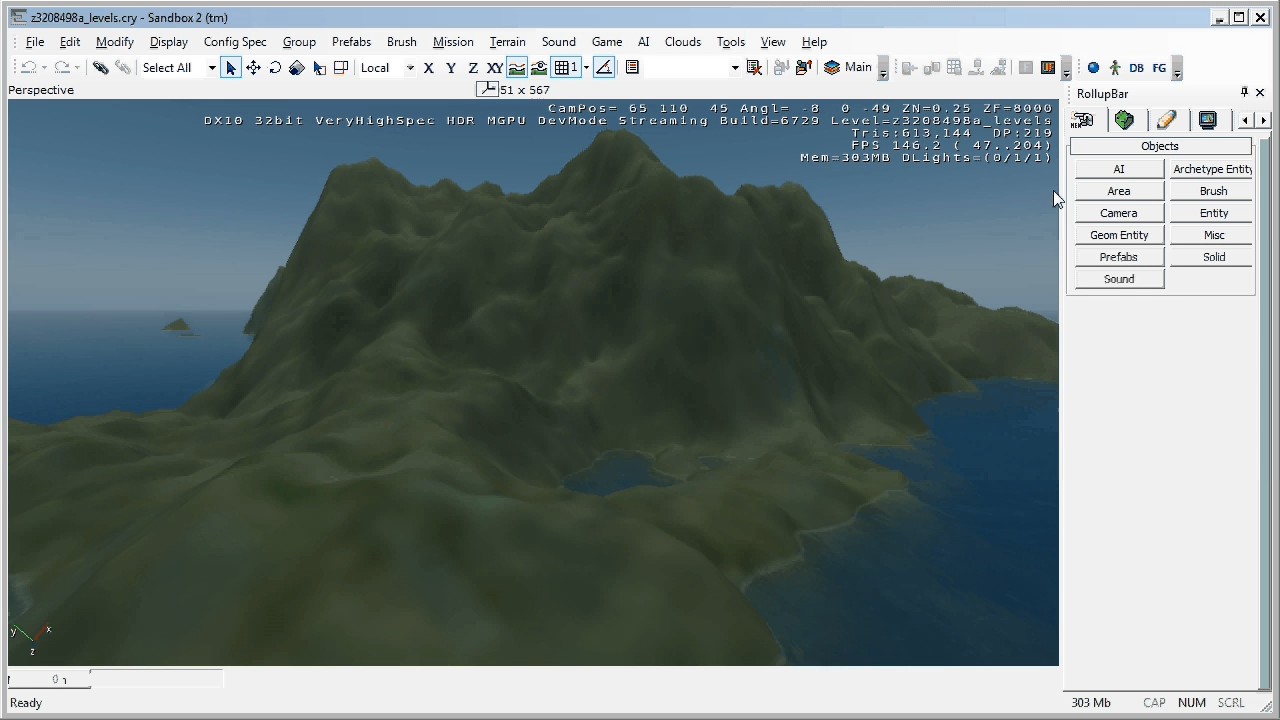 z3208498a_levels.cry - Sandbox 2 (tm)
File Edit Modify Display Config Spec Group Prefabs Brush Mission Terrain Sound Game AI Clouds Tools View Help
Select All Local X Y Z XY 1 Main DB FG
Perspective 51 x 567
RollupBar
CamPos= 65 110 45 Angl= -8 0 -49 ZN=0.25 ZF=8000
DX10 32bit VeryHighSpec HDR MGPU DevMode Streaming Build=6729 Level=z3208498a_levels
Tris:613,144 DP:219
FPS 146.2 ( 47..204)
Mem=303MB DLights=(0/1/1)
Objects
AI Archetype Entity
Area Brush
Camera Entity
Geom Entity Misc
Prefabs Solid
Sound
y x
z
Ready
303 Mb CAP NUM SCRL